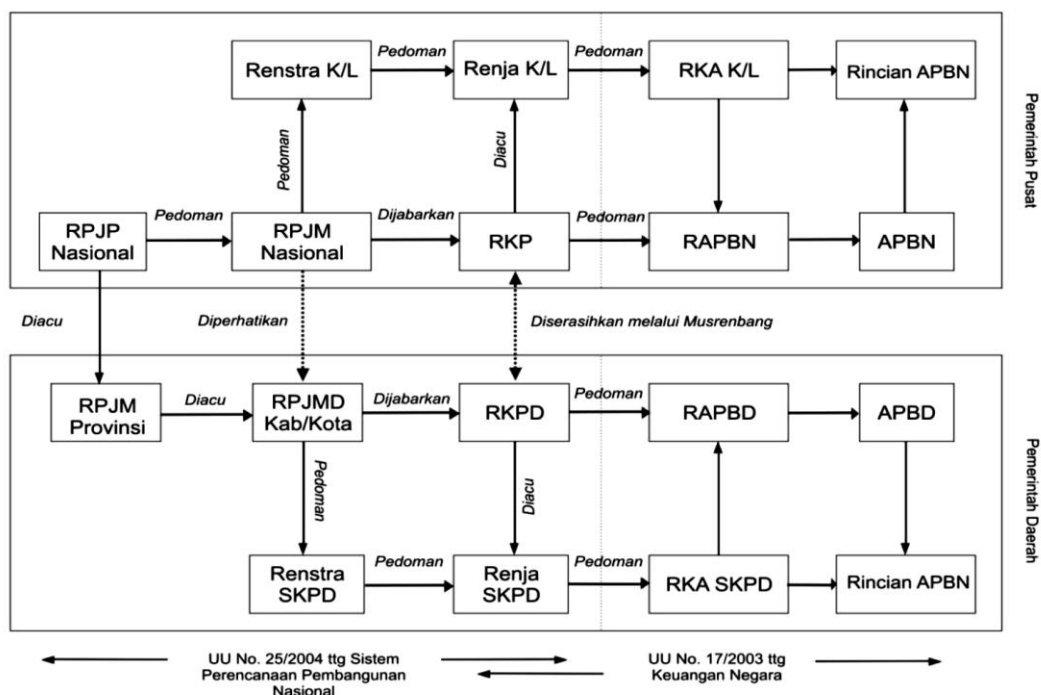 Pedoman
Pedoman
Pedoman
Renstra K/L
Renja K/L
RKA K/L
Rincian APBN
Pedoman
Diacu
Pemerintah Pusat
Pedoman
Dijabarkan
Pedoman
RPJP
Nasional
RPJM
Nasional
RKP
RAPBN
APBN
Diacu
Diperhatikan
Diserasihkan melalui Musrenbang
RPJM
Provinsi
Diacu
RPJMD
Kab/Kota
Dijabarkan
RKPD
Pedoman
RAPBD
APBD
Pedoman
Diacu
Pemerintah Daerah
Renstra
SKPD
Pedoman
Renja
SKPD
Pedoman
RKA SKPD
Rincian APBN
UU No. 25/2004 ttg Sistem
Perencanaan Pembangunan
Nasional
UU No. 17/2003 ttg
Keuangan Negara